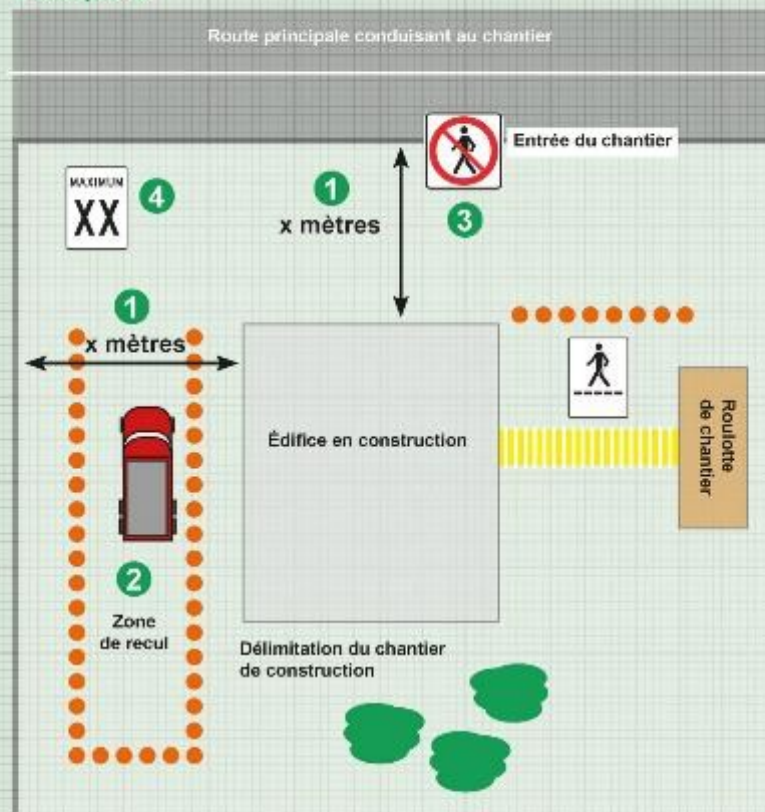 Route principale conduisant au chantier
Entrée du chantier
MAXIMUM
XX
4
1
x mètres
3
1
x mètres
Édifice en construction
Roulotte
de chantier
2
Zone
de recul
Délimitation du chantier
de construction